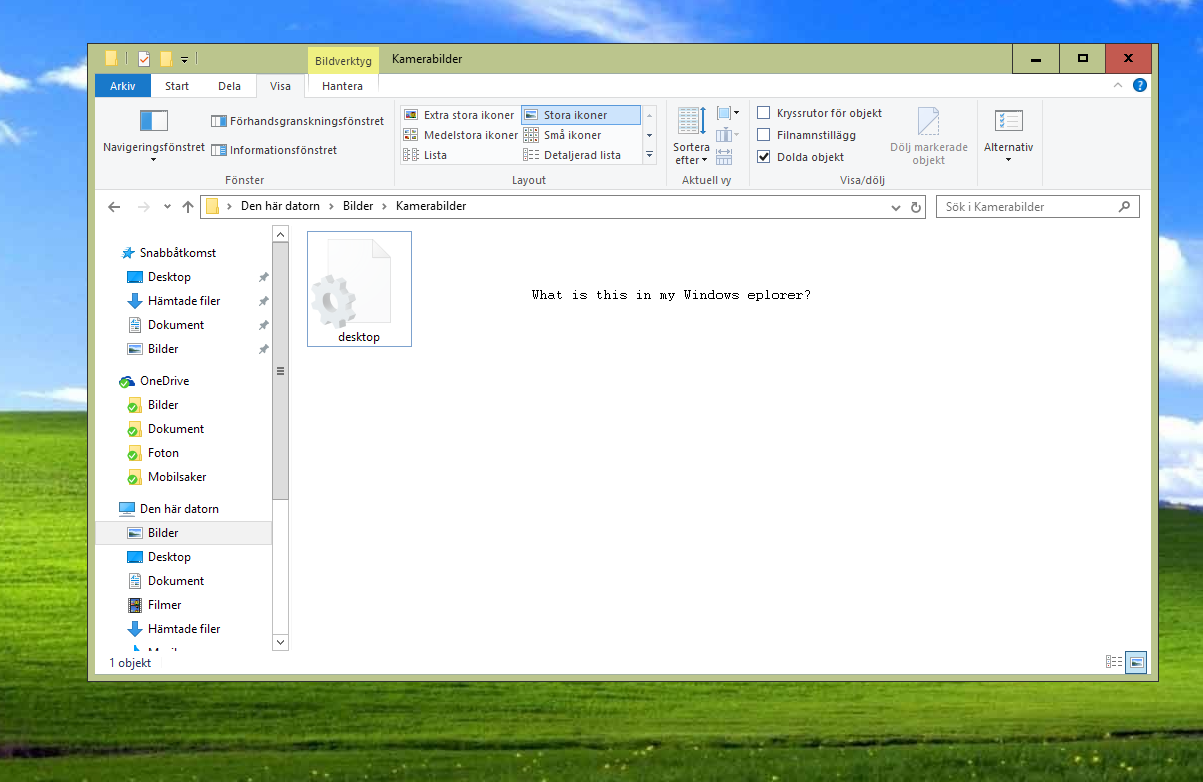 Bildverktyg
Kamerabilder
Arkiv
Start
Dela
Visa
Hantera
Navigeringsfönstret
Förhandsgranskningsfönstret
Informationsfönstret
Fönster
Extra stora ikoner
Stora ikoner
Medelstora ikoner
Små ikoner
Lista
Detaljerad lista
Layout
Sortera
efter
Aktuell vy
Kryssrutor för objekt
Filnamnstillägg
Dolda objekt
Dölj markerade
objekt
Visa/dölj
Alternativ
Den här datorn > Bilder > Kamerabilder
Sök i Kamerabilder
Snabbåtkomst
Desktop
Hämtade filer
Dokument
Bilder
OneDrive
Bilder
Dokument
Foton
Mobilsaker
Den här datorn
Bilder
Desktop
Dokument
Filmer
Hämtade filer
desktop
What is this in my Windows eplorer?
1 objekt